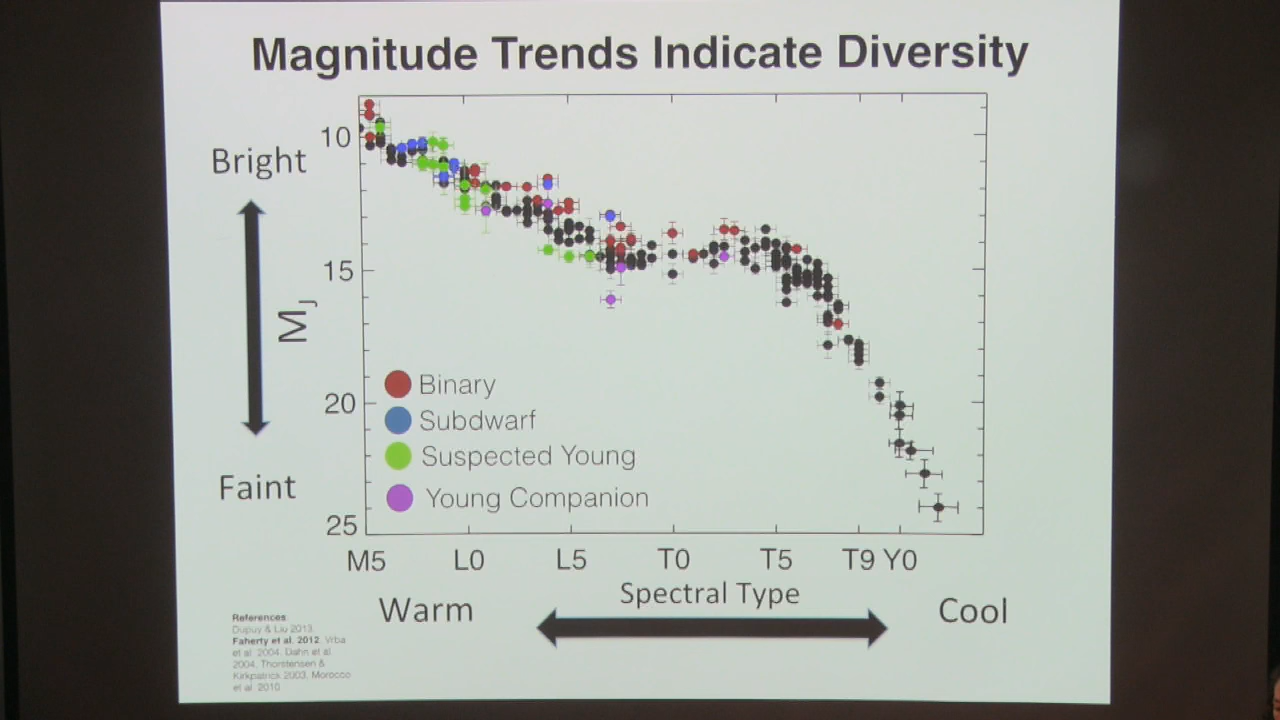 Magnitude Trends Indicate Diversity
10
Bright
15
MJ
Binary
20
Subdwarf
Suspected Young
Faint
Young Companion
25
M5 L0 L5 T0 T5 T9 Y0
Spectral Type
Warm
Cool
References
Dupuy & Liu 2013,
Faherty et al. 2012, Vrba
et al. 2004, Dahn et al.
2004, Thorstensen &
Kirkpatrick 2003, Morocco
et al 2010